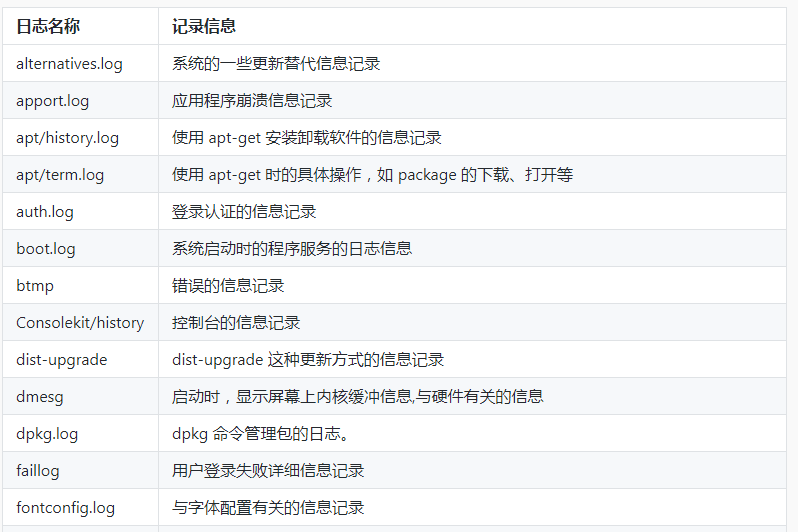 日志名称 记录信息
alternatives.log 系统的一些更新替代信息记录
apport.log 应用程序崩溃信息记录
apt/history.log 使用 apt-get 安装卸载软件的信息记录
apt/term.log 使用 apt-get 时的具体操作，如 package 的下载、打开等
auth.log 登录认证的信息记录
boot.log 系统启动时的程序服务的日志信息
btmp 错误的信息记录
Consolekit/history 控制台的信息记录
dist-upgrade dist-upgrade 这种更新方式的信息记录
dmesg 启动时，显示屏幕上内核缓冲信息,与硬件有关的信息
dpkg.log dpkg 命令管理包的日志。
faillog 用户登录失败详细信息记录
fontconfig.log 与字体配置有关的信息记录